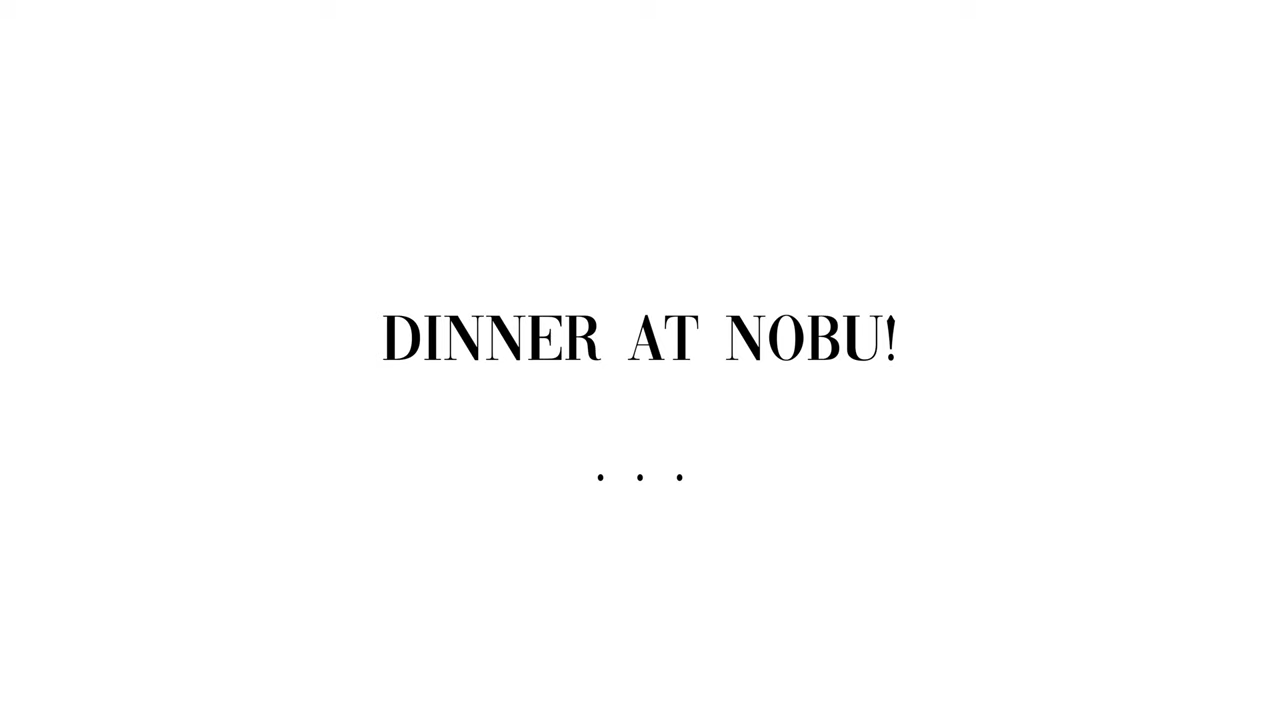 DINNER AT NOBU!
. . .